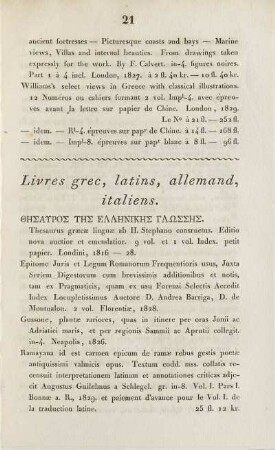 21
ancient fortresses — Picturesque coasts and bays — Marine
views, Villas and internal beauties. From drawings taken
expressly for the work. By F. Calvert. in-4. figures noires.
Part 1 à 4 incl. London, 1827. à 2 fl. 40 kr. — 10 fl. 40 kr.
Williams's select views in Greece with classical illustrations.
12 Numéros ou cahiers formant 2 vol. Impl-4. avec épreu-
ves avant la lettre sur papier de Chine. London, 1829.
Le No à 21 fl. — 252 fl.
— idem. — Rl-4. épreuves sur papr de Chine à 14 fl. — 168 fl.
— idem. — Impl-8. épreuves sur papr blanc à 8 fl. — 96 fl.
Livres grec, latins, allemand,
italiens.
ΘΗΣΑΥΡΟΣ ΤΗΣ ΕΛΛΗΝΙΚΗΣ ΓΛΩΣΣΗΣ.
Thesaurus græcæ linguæ ab H. Stephano constructus. Editio
nova auctior et emendatior. 9 vol. et 1 vol. Index. petit
papier. Londini, 1816 — 28.
Epitome Juris et Legum Romanorum Frequentioris usus, Juxta
Seriem Digestorum cum brevissimis additionibus et notis,
tam ex Pragmaticis, quam ex usu Forensi Selectis Accedit
Index Locupletissimus Auctore D. Andrea Barriga, D. de
Montualon. 2 vol. Florentiæ, 1828.
Gussone, plantæ rariores, quas in itinere per oras Jonii ac
Adriatici maris, et per regionis Samnii ac Aprutii collegit.
in-4. Neapolis, 1826.
Ramayana id est carmen epicum de ramæ rebus gestis poetæ
antiquissimi valmicis opus. Textum codd. mss. collatis re-
censuit interpretationem latinam et annotationes criticas adje-
cit Augustus Guilelmus a Schlegel. gr. in-8. Vol I. Pars I.
Bonnæ a. R., 1829. et paiement d'avance pour le Vol I. de
la traduction latine. 25 fl. 12 kr.